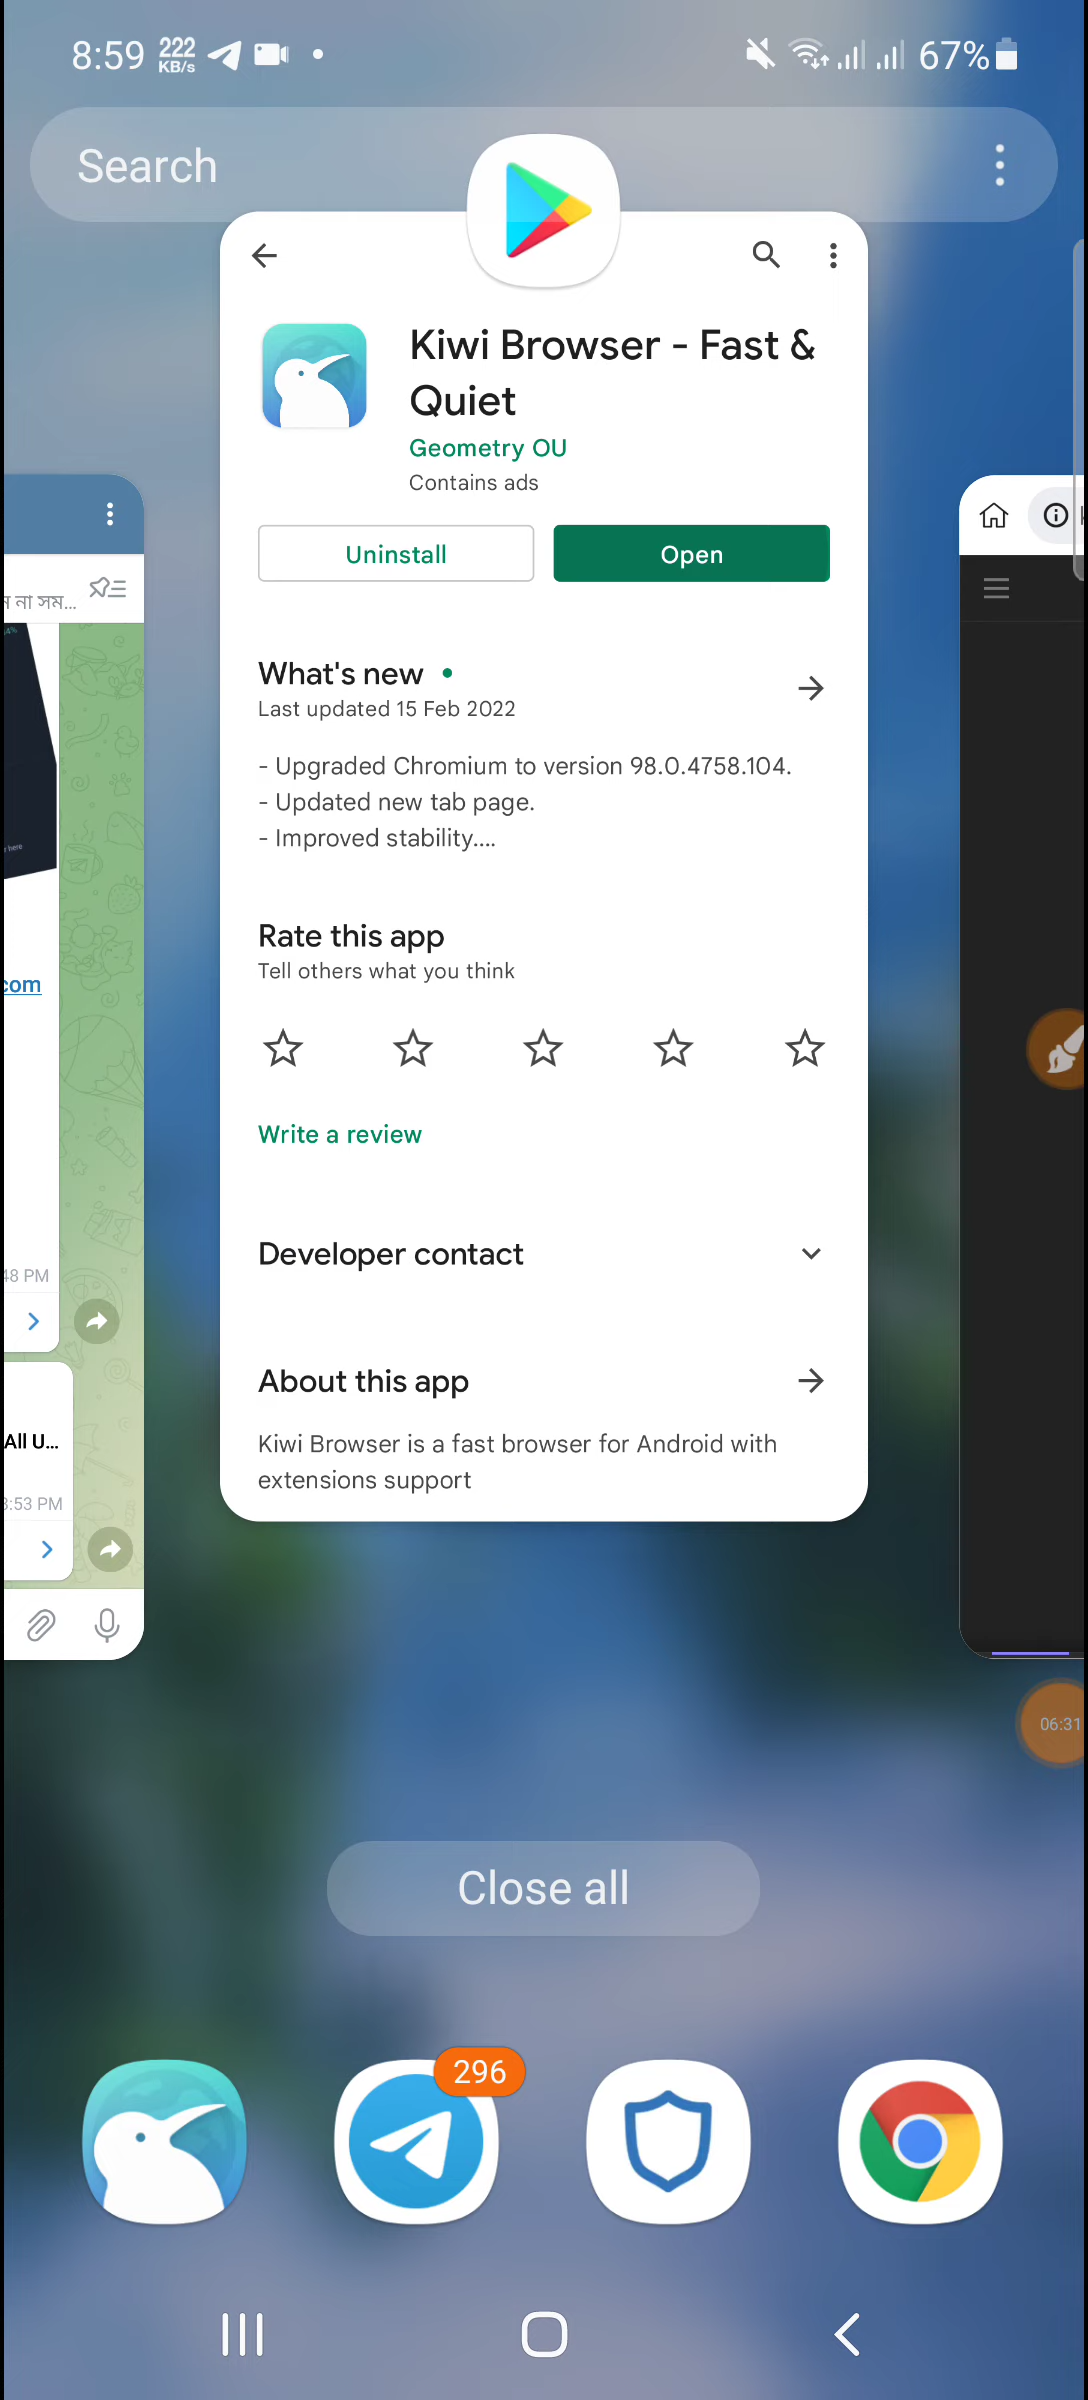 8:59 222 KB/s 67%
Search
Kiwi Browser - Fast &
Quiet
Geometry OU
Contains ads
Uninstall
Open
What's new
Last updated 15 Feb 2022
- Upgraded Chromium to version 98.0.4758.104.
- Updated new tab page.
- Improved stability....
Rate this app
Tell others what you think
Write a review
Developer contact
About this app
Kiwi Browser is a fast browser for Android with
extensions support
না সম...
com
48 PM
All U...
3:53 PM
06:31
Close all
296